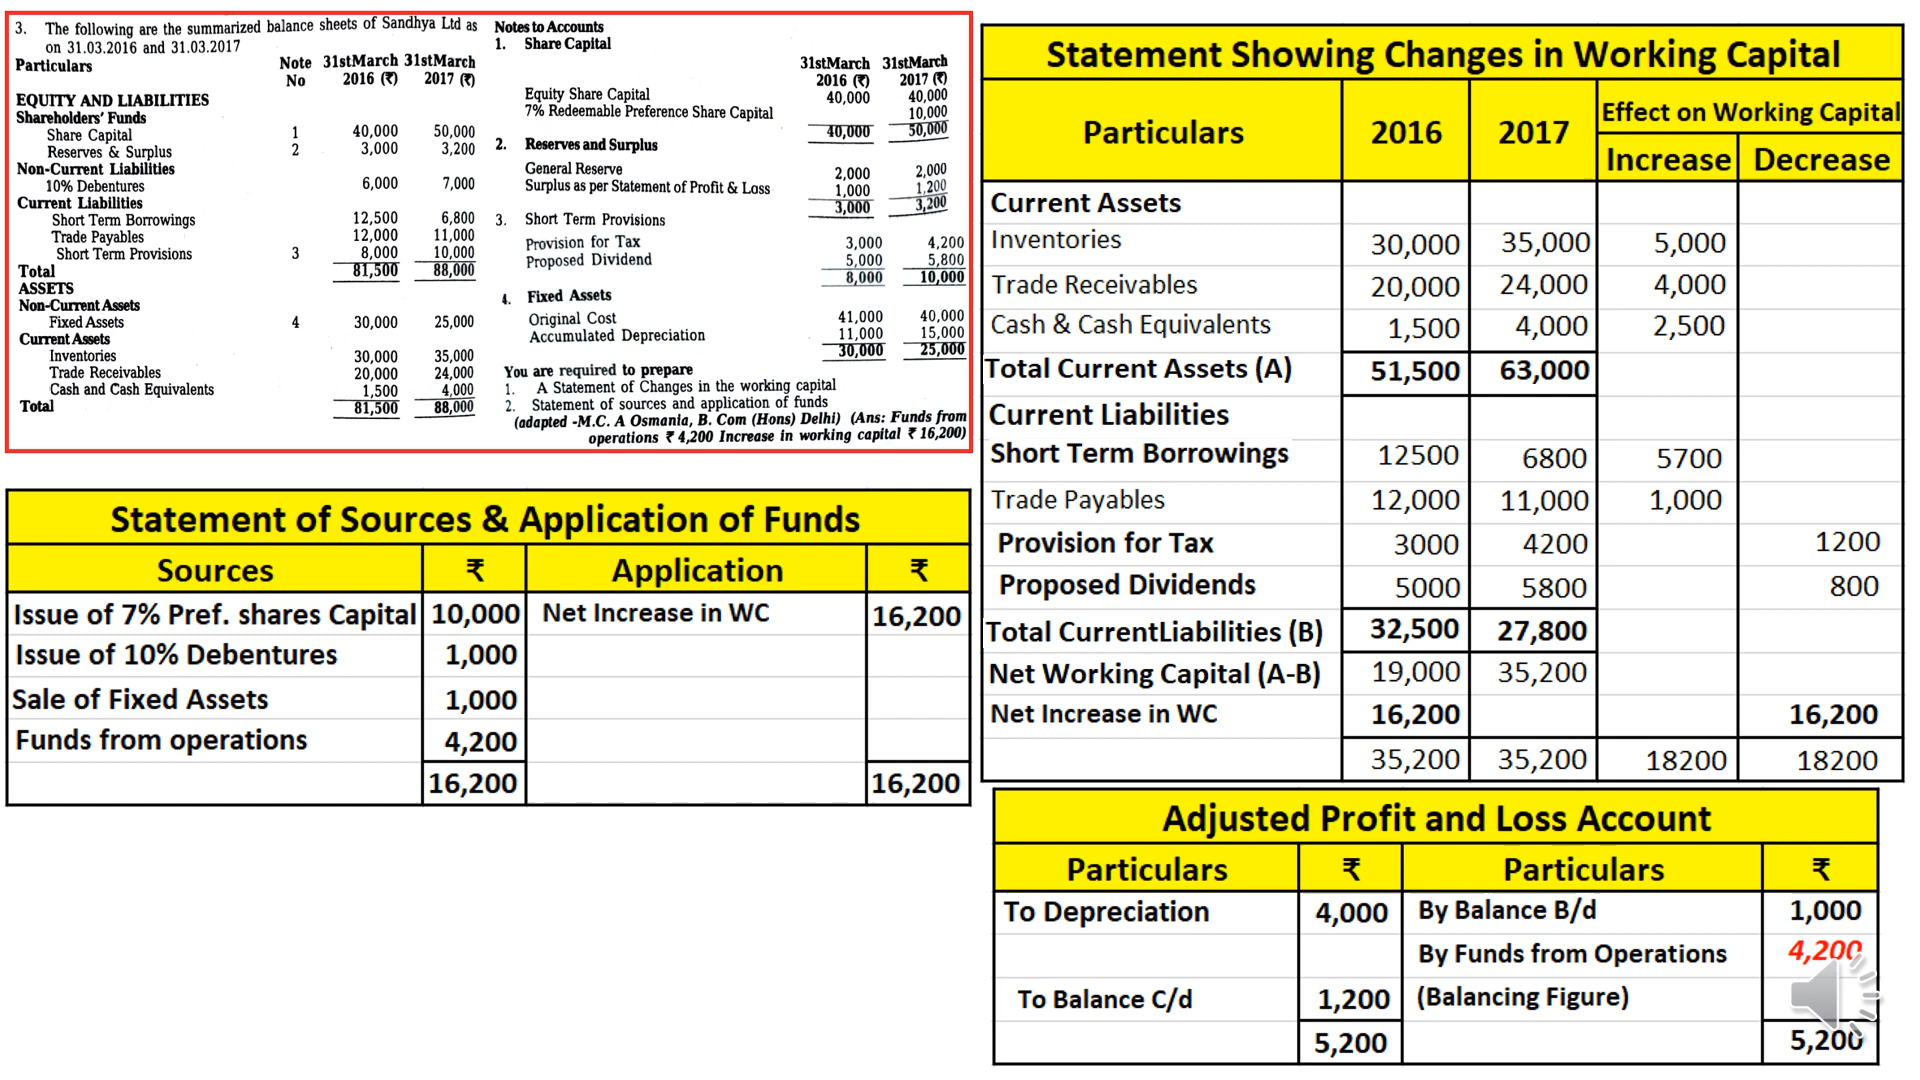 3. The following are the summarized balance sheets of Sandhya Ltd as
on 31.03.2016 and 31.03.2017
Particulars Note 31stMarch 31stMarch
No 2016 (₹) 2017 (₹)
EQUITY AND LIABILITIES
Shareholders' Funds
Share Capital 1 40,000 50,000
Reserves & Surplus 2 3,000 3,200
Non-Current Liabilities
10% Debentures 6,000 7,000
Current Liabilities
Short Term Borrowings 12,500 6,800
Trade Payables 12,000 11,000
Short Term Provisions 3 8,000 10,000
Total 81,500 88,000
ASSETS
Non-Current Assets
Fixed Assets 4 30,000 25,000
Current Assets
Inventories 30,000 35,000
Trade Receivables 20,000 24,000
Cash and Cash Equivalents 1,500 4,000
Total 81,500 88,000
Notes to Accounts
1. Share Capital
31stMarch 31stMarch
2016 (₹) 2017 (₹)
Equity Share Capital 40,000 40,000
7% Redeemable Preference Share Capital 10,000
40,000 50,000
2. Reserves and Surplus
General Reserve 2,000 2,000
Surplus as per Statement of Profit & Loss 1,000 1,200
3,000 3,200
3. Short Term Provisions
Provision for Tax 3,000 4,200
Proposed Dividend 5,000 5,800
8,000 10,000
4. Fixed Assets
Original Cost 41,000 40,000
Accumulated Depreciation 11,000 15,000
30,000 25,000
You are required to prepare
1. A Statement of Changes in the working capital
2. Statement of sources and application of funds
(adapted -M.C. A Osmania, B. Com (Hons) Delhi) (Ans: Funds from
operations ₹ 4,200 Increase in working capital ₹ 16,200)
Statement of Sources & Application of Funds
Sources ₹ Application ₹
Issue of 7% Pref. shares Capital 10,000 Net Increase in WC 16,200
Issue of 10% Debentures 1,000
Sale of Fixed Assets 1,000
Funds from operations 4,200
16,200 16,200
Statement Showing Changes in Working Capital
Particulars 2016 2017 Effect on Working Capital
Increase Decrease
Current Assets
Inventories 30,000 35,000 5,000
Trade Receivables 20,000 24,000 4,000
Cash & Cash Equivalents 1,500 4,000 2,500
Total Current Assets (A) 51,500 63,000
Current Liabilities
Short Term Borrowings 12500 6800 5700
Trade Payables 12,000 11,000 1,000
Provision for Tax 3000 4200 1200
Proposed Dividends 5000 5800 800
Total CurrentLiabilities (B) 32,500 27,800
Net Working Capital (A-B) 19,000 35,200
Net Increase in WC 16,200 16,200
35,200 35,200 18200 18200
Adjusted Profit and Loss Account
Particulars ₹ Particulars ₹
To Depreciation 4,000 By Balance B/d 1,000
By Funds from Operations 4,200
To Balance C/d 1,200 (Balancing Figure)
5,200 5,200